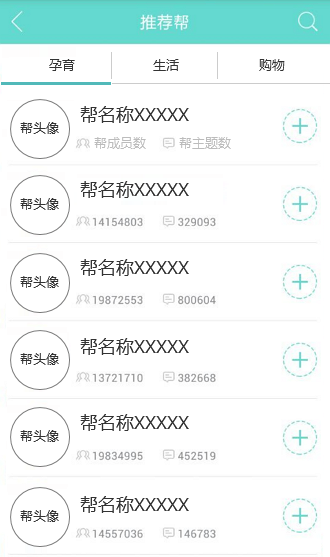 推荐帮
孕育 生活 购物
帮头像 帮名称XXXXX
帮成员数 帮主题数
帮头像 帮名称XXXXX
14154803 329093
帮头像 帮名称XXXXX
19872553 800604
帮头像 帮名称XXXXX
13721710 382668
帮头像 帮名称XXXXX
19834995 452519
帮头像 帮名称XXXXX
14557036 146783